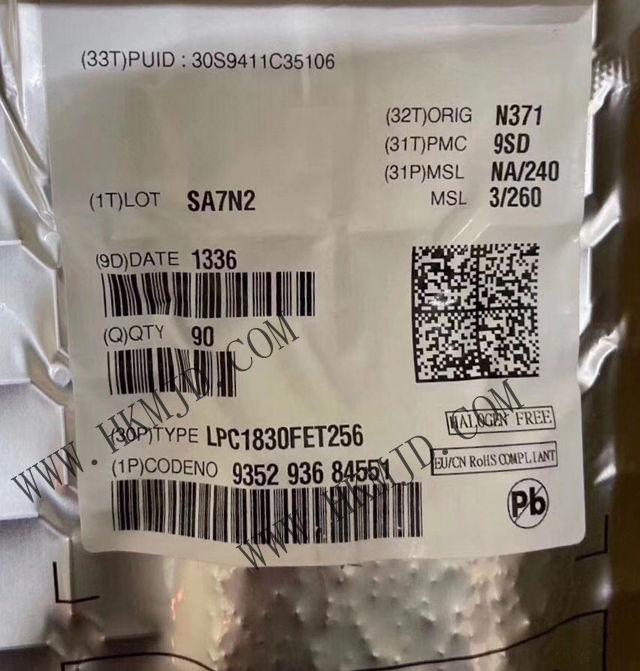 (33T)PUID : 30S9411C35106
(32T)ORIG N371
(31T)PMC 9SD
(31P)MSL NA/240
MSL 3/260
(1T)LOT SA7N2
(9D)DATE 1336
(Q)QTY 90
(30P)TYPE LPC1830FET256
(1P)CODENO 9352 936 84551
HALOGEN FREE
EU/CN RoHS COMPLIANT
Pb
WWW.HKMJD.COM
WWW.HKMJD.COM